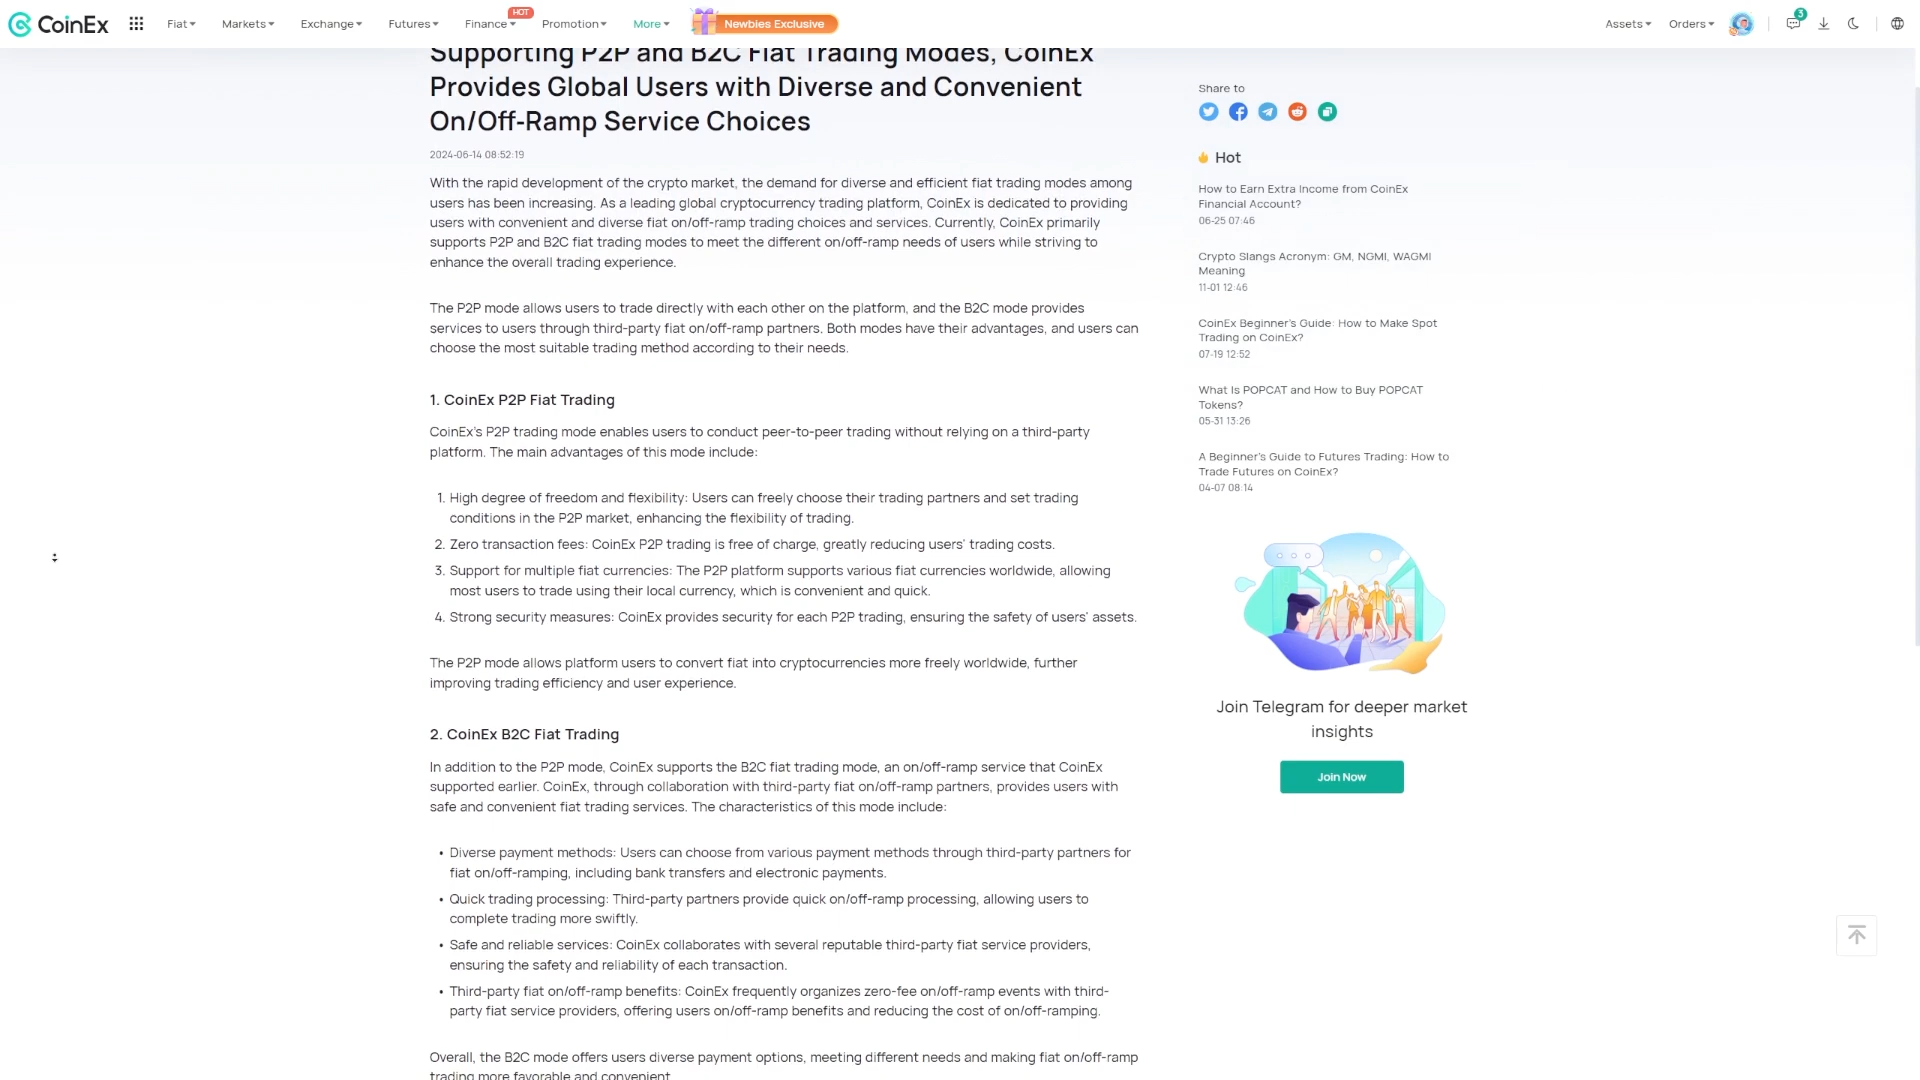 CoinEx
Fiat
Markets
Exchange
Futures
Finance
HOT
Promotion
More
Newbies Exclusive
Assets
Orders
3
Supporting P2P and B2C Fiat Trading Modes, CoinEx
Provides Global Users with Diverse and Convenient
On/Off-Ramp Service Choices
2024-06-14 08:52:19
With the rapid development of the crypto market, the demand for diverse and efficient fiat trading modes among
users has been increasing. As a leading global cryptocurrency trading platform, CoinEx is dedicated to providing
users with convenient and diverse fiat on/off-ramp trading choices and services. Currently, CoinEx primarily
supports P2P and B2C fiat trading modes to meet the different on/off-ramp needs of users while striving to
enhance the overall trading experience.
The P2P mode allows users to trade directly with each other on the platform, and the B2C mode provides
services to users through third-party fiat on/off-ramp partners. Both modes have their advantages, and users can
choose the most suitable trading method according to their needs.
1. CoinEx P2P Fiat Trading
CoinEx's P2P trading mode enables users to conduct peer-to-peer trading without relying on a third-party
platform. The main advantages of this mode include:
1. High degree of freedom and flexibility: Users can freely choose their trading partners and set trading
conditions in the P2P market, enhancing the flexibility of trading.
2. Zero transaction fees: CoinEx P2P trading is free of charge, greatly reducing users' trading costs.
3. Support for multiple fiat currencies: The P2P platform supports various fiat currencies worldwide, allowing
most users to trade using their local currency, which is convenient and quick.
4. Strong security measures: CoinEx provides security for each P2P trading, ensuring the safety of users' assets.
The P2P mode allows platform users to convert fiat into cryptocurrencies more freely worldwide, further
improving trading efficiency and user experience.
2. CoinEx B2C Fiat Trading
In addition to the P2P mode, CoinEx supports the B2C fiat trading mode, an on/off-ramp service that CoinEx
supported earlier. CoinEx, through collaboration with third-party fiat on/off-ramp partners, provides users with
safe and convenient fiat trading services. The characteristics of this mode include:
• Diverse payment methods: Users can choose from various payment methods through third-party partners for
fiat on/off-ramping, including bank transfers and electronic payments.
• Quick trading processing: Third-party partners provide quick on/off-ramp processing, allowing users to
complete trading more swiftly.
• Safe and reliable services: CoinEx collaborates with several reputable third-party fiat service providers,
ensuring the safety and reliability of each transaction.
• Third-party fiat on/off-ramp benefits: CoinEx frequently organizes zero-fee on/off-ramp events with third-
party fiat service providers, offering users on/off-ramp benefits and reducing the cost of on/off-ramping.
Overall, the B2C mode offers users diverse payment options, meeting different needs and making fiat on/off-ramp
trading more favorable and convenient.
Share to
Hot
How to Earn Extra Income from CoinEx
Financial Account?
06-25 07:46
Crypto Slangs Acronym: GM, NGMI, WAGMI
Meaning
11-01 12:46
CoinEx Beginner's Guide: How to Make Spot
Trading on CoinEx?
07-19 12:52
What Is POPCAT and How to Buy POPCAT
Tokens?
05-31 13:26
A Beginner's Guide to Futures Trading: How to
Trade Futures on CoinEx?
04-07 08:14
Join Telegram for deeper market
insights
Join Now